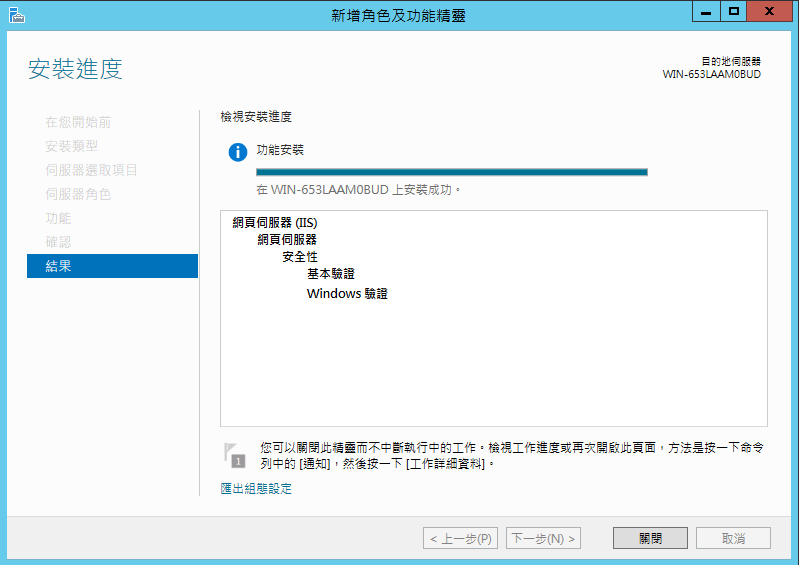 新增角色及功能精靈
安裝進度
目的地伺服器
WIN-653LAAM0BUD
在您開始前
安裝類型
伺服器選取項目
伺服器角色
功能
確認
結果
檢視安裝進度
功能安裝
在 WIN-653LAAM0BUD 上安裝成功。
網頁伺服器 (IIS)
網頁伺服器
安全性
基本驗證
Windows 驗證
1
您可以關閉此精靈而不中斷執行中的工作。檢視工作進度或再次開啟此頁面，方法是按一下命令
列中的 [通知]，然後按一下 [工作詳細資料]。
匯出組態設定
< 上一步(P)
下一步(N) >
關閉
取消